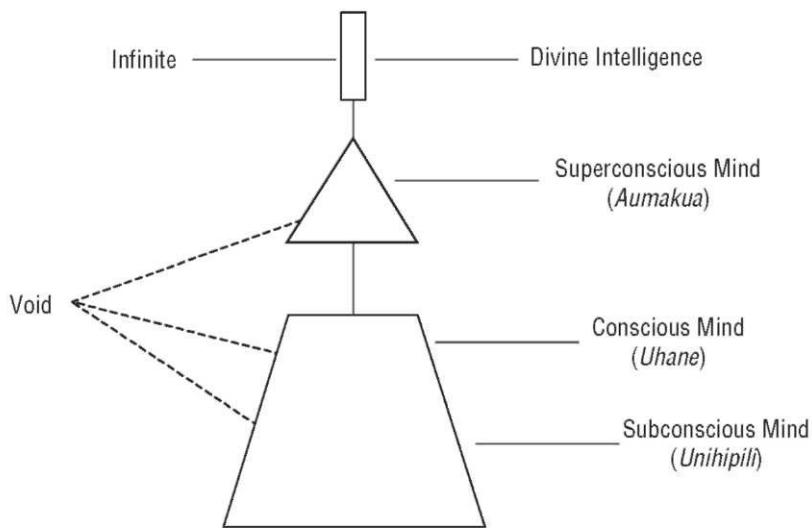 Infinite
Divine Intelligence
Superconscious Mind
(Aumakua)
Void
Conscious Mind
(Uhane)
Subconscious Mind
(Unihipili)